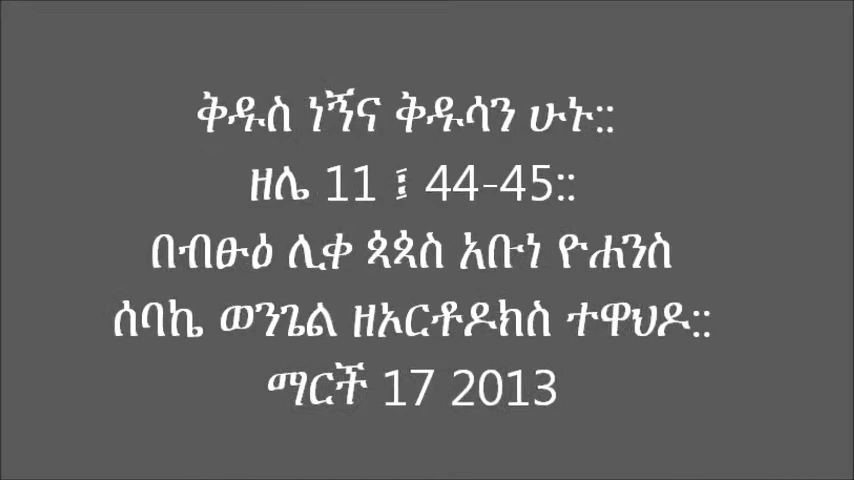 ቅዱስ ነኝና ቅዱሳን ሁኑ::
ዘሌ 11 ፤ 44-45::
በብፁዕ ሊቀ ጳጳስ አቡነ ዮሐንስ
ሰባኬ ወንጌል ዘኦርቶዶክስ ተዋህዶ::
ማርች 17 2013